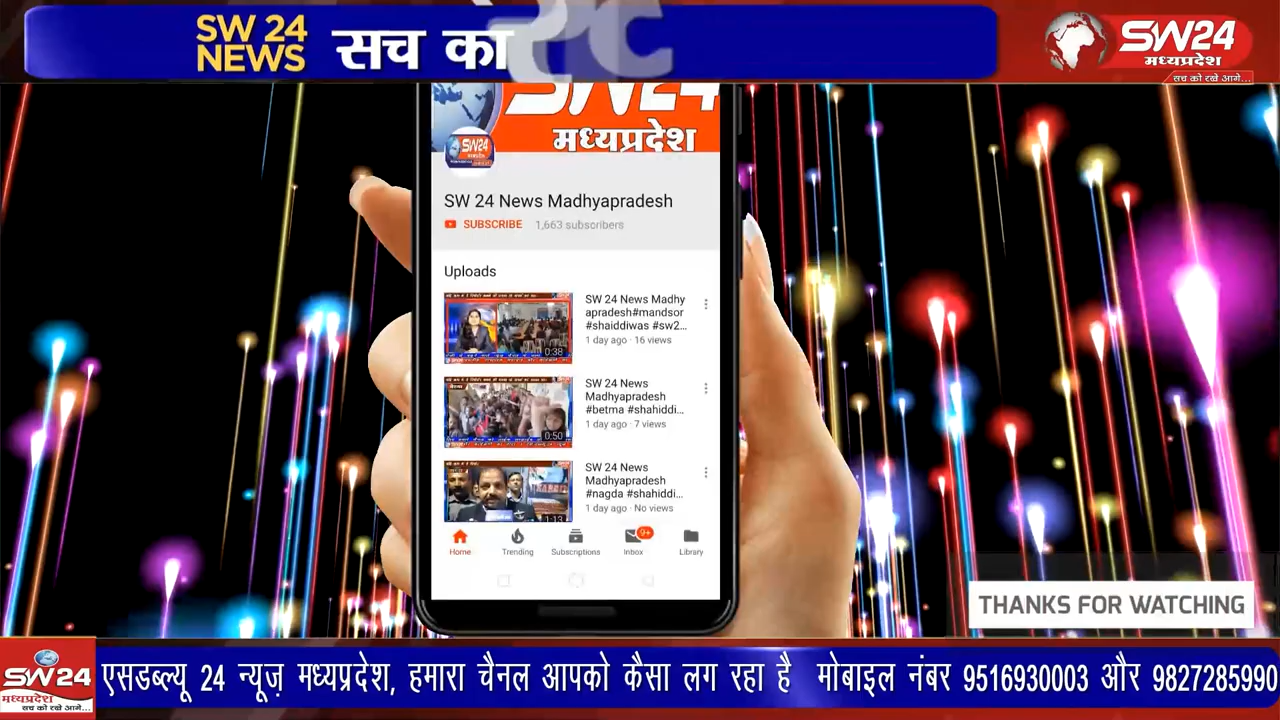 SW 24
NEWS
सच का
SW24
मध्यप्रदेश
सच को रखे आगे...
मध्यप्रदेश
SW24
SW 24 News Madhyapradesh
SUBSCRIBE 1,663 subscribers
Uploads
SW 24 News Madhy
apradesh#mandsor
#shaiddiwas #sw2...
1 day ago · 16 views
0:38
SW 24 News
Madhyapradesh
#betma #shahiddi...
1 day ago · 7 views
0:50
SW 24 News
Madhyapradesh
#nagda #shahiddi...
1 day ago · No views
1:13
Home Trending Subscriptions Inbox 9+ Library
THANKS FOR WATCHING
SW24
मध्यप्रदेश
सच को रखे आगे...
एसडब्ल्यू 24 न्यूज़ मध्यप्रदेश, हमारा चैनल आपको कैसा लग रहा है मोबाइल नंबर 9516930003 और 9827285990